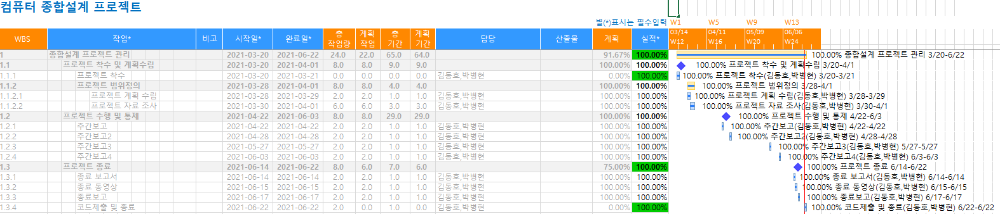 컴퓨터 종합설계 프로젝트
별(*)표시는 필수입력 W1 W5 W9 W13
WBS 작업* 비고 시작일* 완료일* 총 작업량 계획 작업 총 기간 계획 기간 담당 산출물 계획 실적* 03/14 W12 04/11 W16 05/09 W20 06/06 W24
1 종합설계 프로젝트 관리 2021-03-20 2021-06-22 24.0 22.0 65.0 64.0 91.67% 100.00% 100.00% 종합설계 프로젝트 관리 3/20-6/22
1.1 프로젝트 착수 및 계획수립 2021-03-20 2021-04-01 8.0 8.0 9.0 9.0 100.00% 100.00% 100.00% 프로젝트 착수 및 계획수립 3/20-4/1
1.1.1 프로젝트 착수 2021-03-20 2021-03-21 0.0 0.0 0.0 0.0 김동호,박병현 0.00% 100.00% 100.00% 프로젝트 착수(김동호,박병현) 3/20-3/21
1.1.2 프로젝트 범위정의 2021-03-28 2021-04-01 8.0 8.0 4.0 4.0 100.00% 100.00% 100.00% 프로젝트 범위정의 3/28-4/1
1.1.2.1 프로젝트 계획 수립 2021-03-28 2021-03-29 2.0 2.0 1.0 1.0 김동호,박병현 100.00% 100.00% 100.00% 프로젝트 계획 수립(김동호,박병현) 3/28-3/29
1.1.2.2 프로젝트 자료 조사 2021-03-30 2021-04-01 6.0 6.0 3.0 3.0 김동호,박병현 100.00% 100.00% 100.00% 프로젝트 자료 조사(김동호,박병현) 3/30-4/1
1.2 프로젝트 수행 및 통제 2021-04-22 2021-06-03 8.0 8.0 29.0 29.0 100.00% 100.00% 100.00% 프로젝트 수행 및 통제 4/22-6/3
1.2.1 주간보고 2021-04-22 2021-04-22 2.0 2.0 1.0 1.0 김동호,박병현 100.00% 100.00% 100.00% 주간보고(김동호,박병현) 4/22-4/22
1.2.2 주간보고2 2021-04-28 2021-04-28 2.0 2.0 1.0 1.0 김동호,박병현 100.00% 100.00% 100.00% 주간보고2(김동호,박병현) 4/28-4/28
1.2.3 주간보고3 2021-05-27 2021-05-27 2.0 2.0 1.0 1.0 김동호,박병현 100.00% 100.00% 100.00% 주간보고3(김동호,박병현) 5/27-5/27
1.2.4 주간보고4 2021-06-03 2021-06-03 2.0 2.0 1.0 1.0 김동호,박병현 100.00% 100.00% 100.00% 주간보고4(김동호,박병현) 6/3-6/3
1.3 프로젝트 종료 2021-06-14 2021-06-22 8.0 6.0 7.0 6.0 75.00% 100.00% 100.00% 프로젝트 종료 6/14-6/22
1.3.1 종료 보고서 2021-06-14 2021-06-14 2.0 2.0 1.0 1.0 김동호,박병현 100.00% 100.00% 100.00% 종료 보고서(김동호,박병현) 6/14-6/14
1.3.2 종료 동영상 2021-06-15 2021-06-15 2.0 2.0 1.0 1.0 김동호,박병현 100.00% 100.00% 100.00% 종료 동영상(김동호,박병현) 6/15-6/15
1.3.3 종료보고 2021-06-17 2021-06-17 2.0 2.0 1.0 1.0 김동호,박병현 100.00% 100.00% 100.00% 종료보고(김동호,박병현) 6/17-6/17
1.3.4 코드제출 및 종료 2021-06-22 2021-06-22 2.0 0.0 1.0 0.0 김동호,박병현 0.00% 100.00% 100.00% 코드제출 및 종료(김동호,박병현) 6/22-6/22